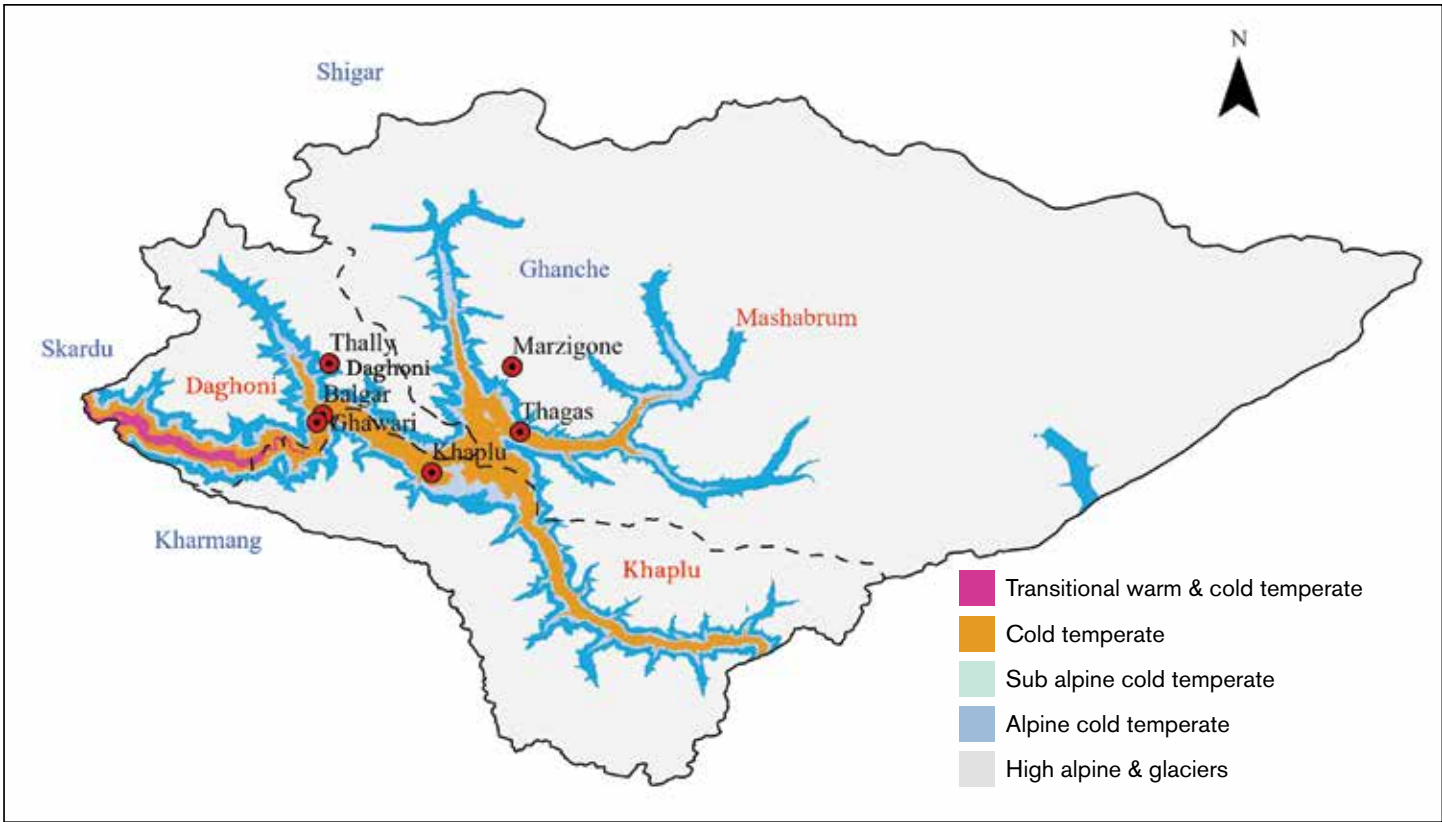 N
Shigar
Ghanche
Mashabrum
Skardu
Thally
Marzigone
Daghoni
Daghoni
Balgar
Thagas
Ghawari
Khaplu
Kharmang
Khaplu
Transitional warm & cold temperate
Cold temperate
Sub alpine cold temperate
Alpine cold temperate
High alpine & glaciers